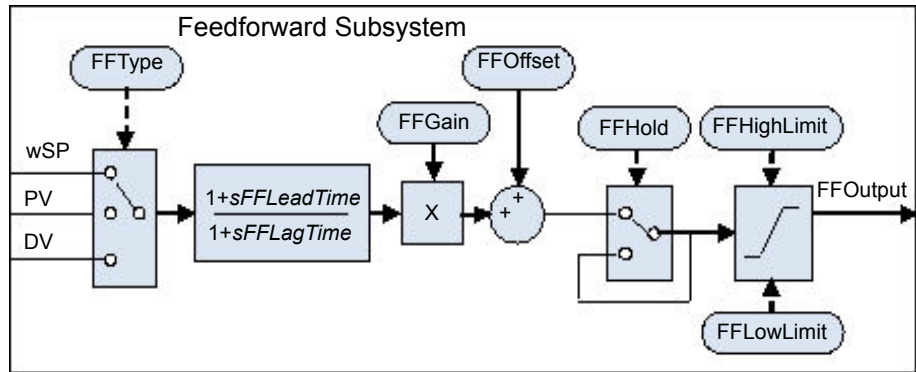 Feedforward Subsystem
FFType
FFOffset
FFGain
FFHold
FFHighLimit
wSP
PV
DV
1+sFFLeadTime
1+sFFLagTime
X
+
+
FFOutput
FFLowLimit